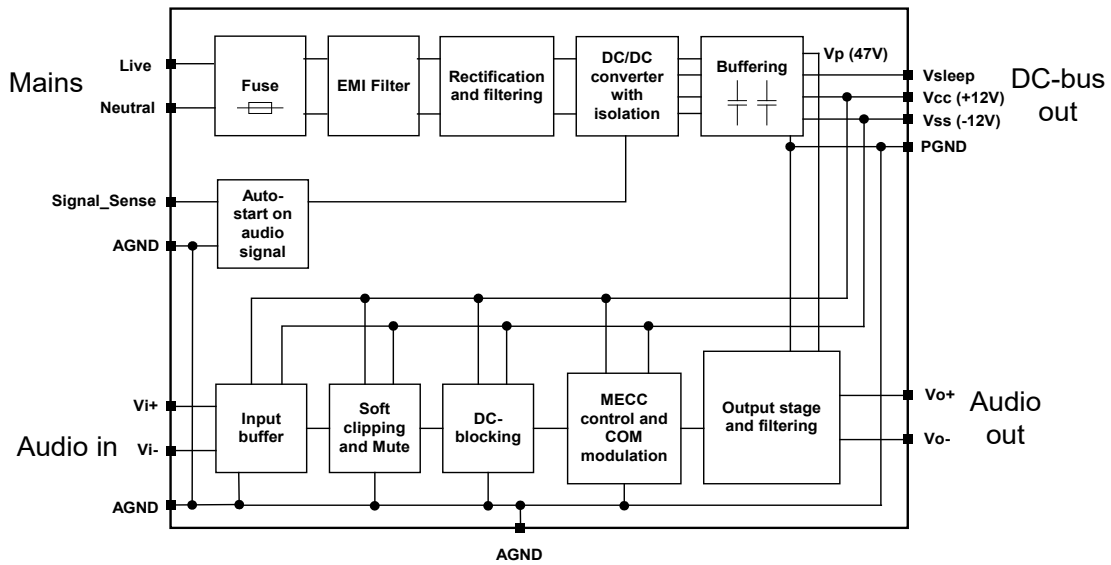 Mains
Live
Neutral
Fuse
EMI Filter
Rectification
and filtering
DC/DC
converter
with
isolation
Buffering
Vp (47V)
Vsleep
Vcc (+12V)
Vss (-12V)
PGND
DC-bus
out
Signal_Sense
AGND
Auto-
start on
audio
signal
Audio in
Vi+
Vi-
AGND
Input
buffer
Soft
clipping
and Mute
DC-
blocking
MECC
control and
COM
modulation
Output stage
and filtering
Vo+
Vo-
Audio
out
AGND